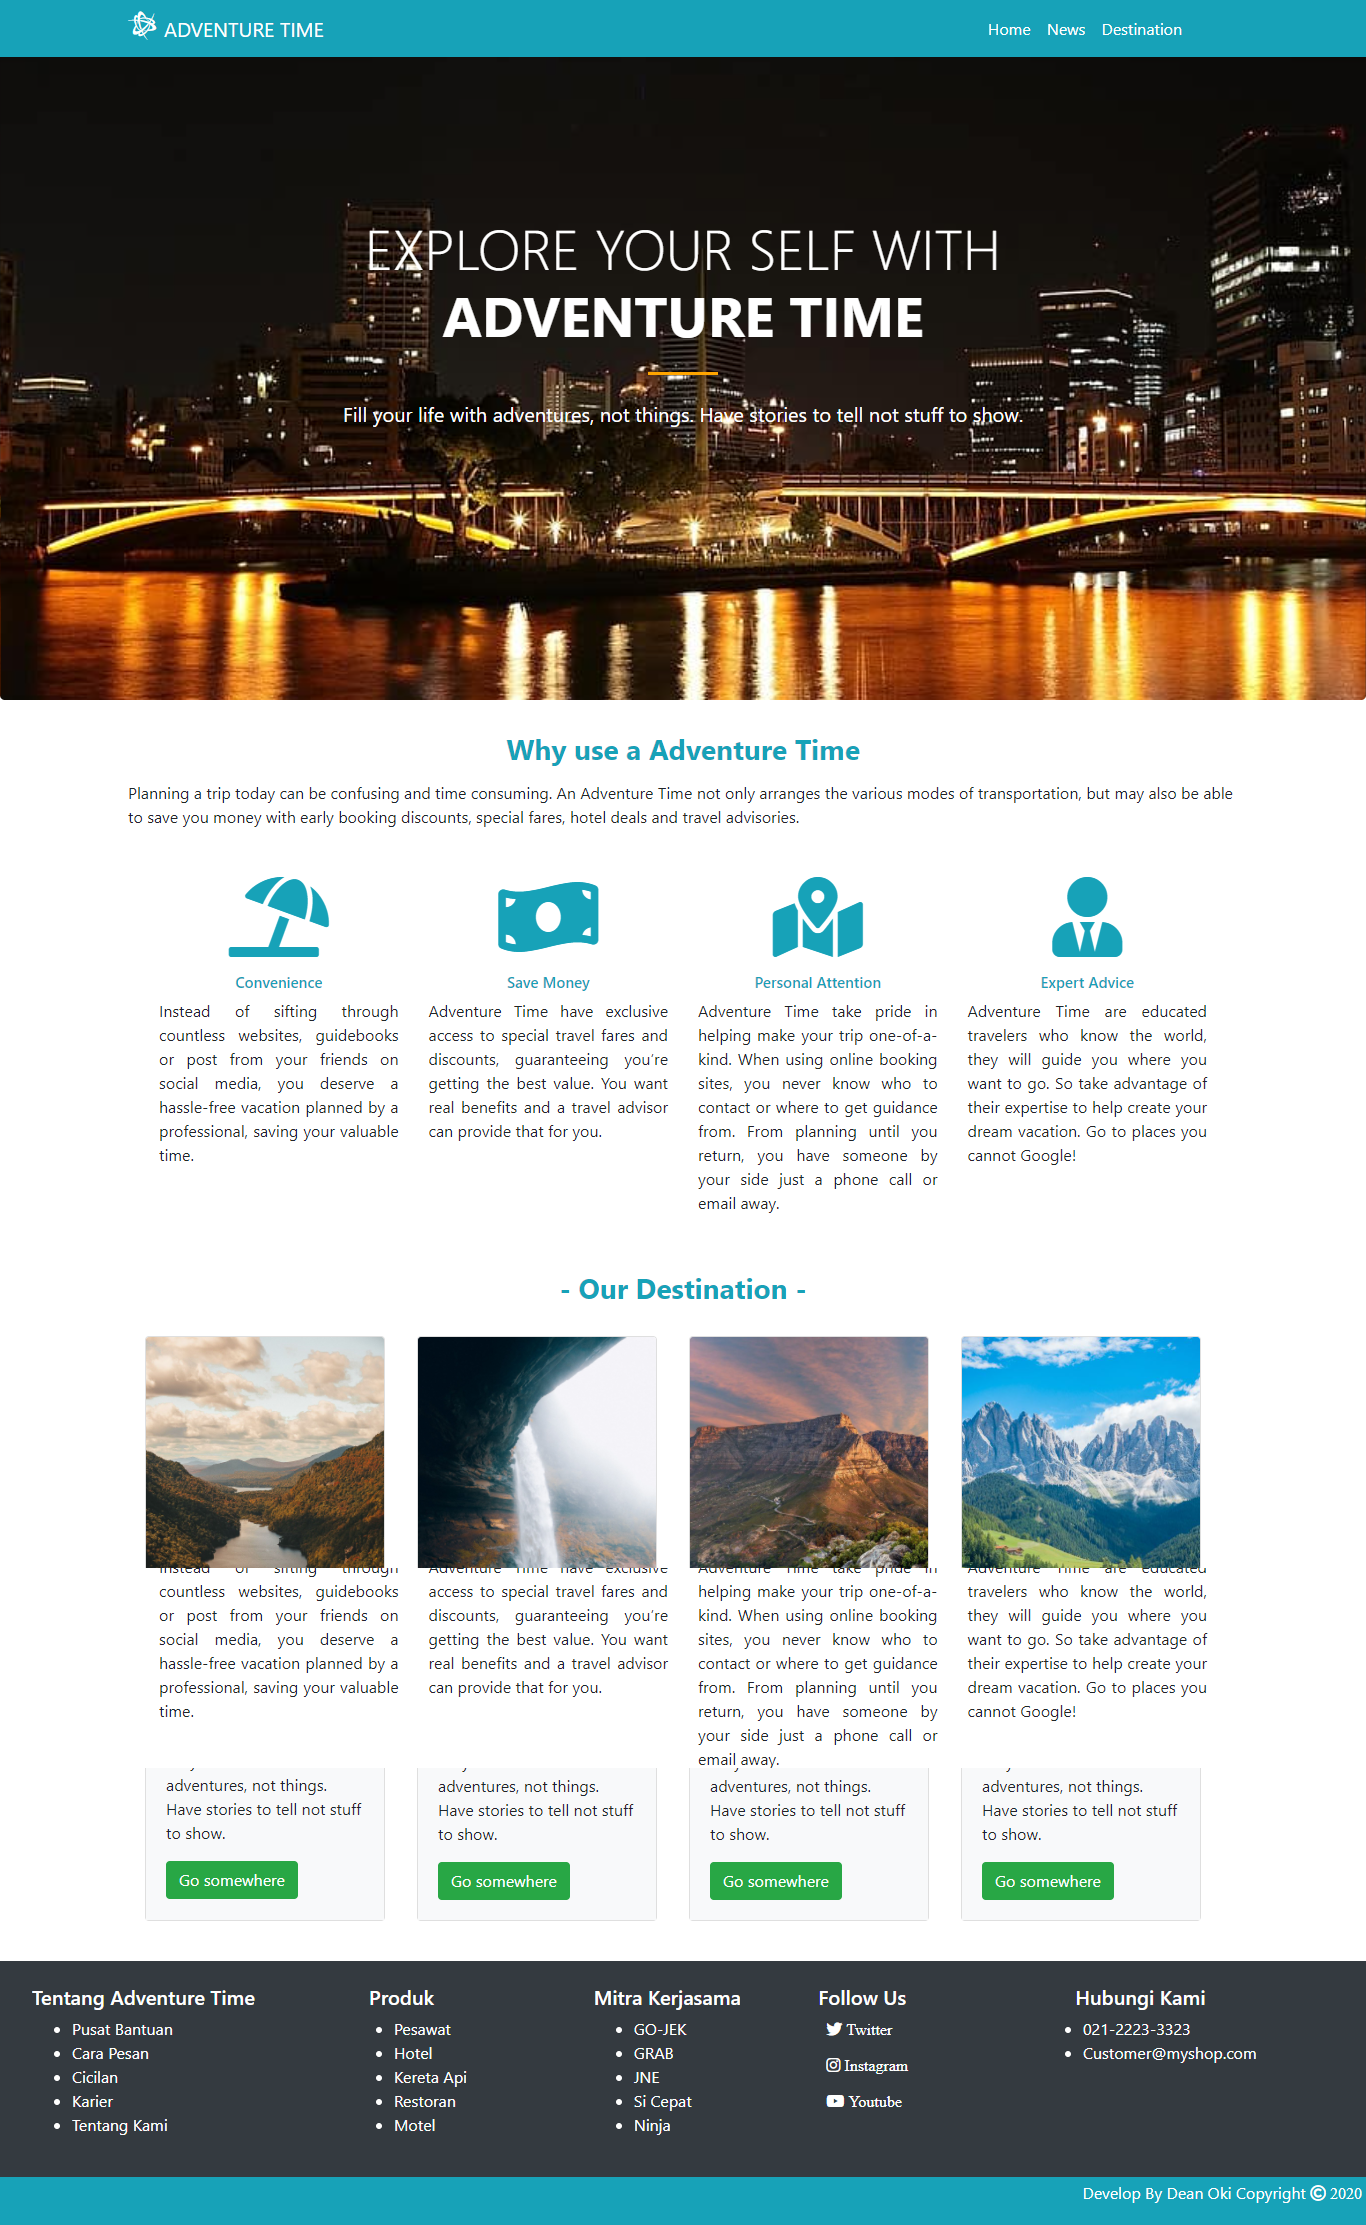 ADVENTURE TIME
Home News Destination
EXPLORE YOUR SELF WITH
ADVENTURE TIME
Fill your life with adventures, not things. Have stories to tell not stuff to show.
Why use a Adventure Time
Planning a trip today can be confusing and time consuming. An Adventure Time not only arranges the various modes of transportation, but may also be able
to save you money with early booking discounts, special fares, hotel deals and travel advisories.
Convenience
Instead of sifting through
countless websites, guidebooks
or post from your friends on
social media, you deserve a
hassle-free vacation planned by a
professional, saving your valuable
time.
Save Money
Adventure Time have exclusive
access to special travel fares and
discounts, guaranteeing you're
getting the best value. You want
real benefits and a travel advisor
can provide that for you.
Personal Attention
Adventure Time take pride in
helping make your trip one-of-a-
kind. When using online booking
sites, you never know who to
contact or where to get guidance
from. From planning until you
return, you have someone by
your side just a phone call or
email away.
Expert Advice
Adventure Time are educated
travelers who know the world,
they will guide you where you
want to go. So take advantage of
their expertise to help create your
dream vacation. Go to places you
cannot Google!
- Our Destination -
Instead of sifting through
countless websites, guidebooks
or post from your friends on
social media, you deserve a
hassle-free vacation planned by a
professional, saving your valuable
time.
Adventure Time have exclusive
access to special travel fares and
discounts, guaranteeing you're
getting the best value. You want
real benefits and a travel advisor
can provide that for you.
Adventure Time take pride in
helping make your trip one-of-a-
kind. When using online booking
sites, you never know who to
contact or where to get guidance
from. From planning until you
return, you have someone by
your side just a phone call or
email away.
Adventure Time are educated
travelers who know the world,
they will guide you where you
want to go. So take advantage of
their expertise to help create your
dream vacation. Go to places you
cannot Google!
adventures, not things.
Have stories to tell not stuff
to show.
Go somewhere
adventures, not things.
Have stories to tell not stuff
to show.
Go somewhere
adventures, not things.
Have stories to tell not stuff
to show.
Go somewhere
adventures, not things.
Have stories to tell not stuff
to show.
Go somewhere
Tentang Adventure Time
• Pusat Bantuan
• Cara Pesan
• Cicilan
• Karier
• Tentang Kami
Produk
• Pesawat
• Hotel
• Kereta Api
• Restoran
• Motel
Mitra Kerjasama
• GO-JEK
• GRAB
• JNE
• Si Cepat
• Ninja
Follow Us
Twitter
Instagram
Youtube
Hubungi Kami
• 021-2223-3323
• Customer@myshop.com
Develop By Dean Oki Copyright © 2020